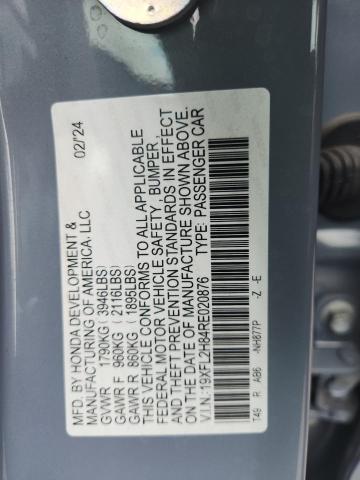 MFD. BY HONDA DEVELOPMENT &
MANUFACTURING OF AMERICA, LLC 02/'24
GVWR 1790KG (3946LBS)
GAWR F 960KG (2116LBS)
GAWR R 860KG (1895LBS)
THIS VEHICLE CONFORMS TO ALL APPLICABLE
FEDERAL MOTOR VEHICLE SAFETY, BUMPER,
AND THEFT PREVENTION STANDARDS IN EFFECT
ON THE DATE OF MANUFACTURE SHOWN ABOVE.
V.I.N.: 19XFL2H84RE020876 TYPE: PASSENGER CAR
T49 R AB6 -NH877P -Z -E